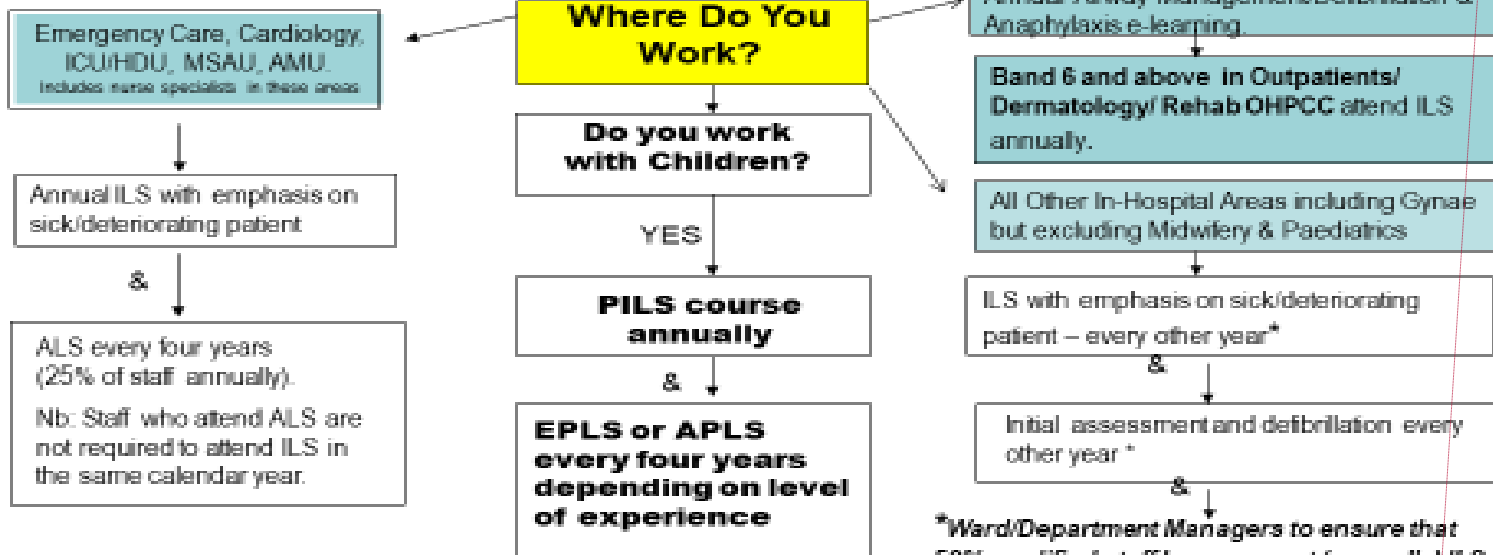 Where Do You
Work?
Emergency Care, Cardiology,
ICU/HDU, MSAU, AMU.
Includes nurse specialists in these areas
Annual ILS with emphasis on
sick/deteriorating patient
&
ALS every four years
(25% of staff annually).
Nb: Staff who attend ALS are
not required to attend ILS in
the same calendar year.
Do you work
with Children?
YES
PILS course
annually
&
EPLS or APLS
every four years
depending on level
of experience
Annual Airway Management/Defibrillation &
Anaphylaxis e-learning.
Band 6 and above in Outpatients/
Dermatology/ Rehab OHPCC attend ILS
annually.
All Other In-Hospital Areas including Gynae
but excluding Midwifery & Paediatrics
ILS with emphasis on sick/deteriorating
patient – every other year*
&
Initial assessment and defibrillation every
other year *
&
*Ward/Department Managers to ensure that